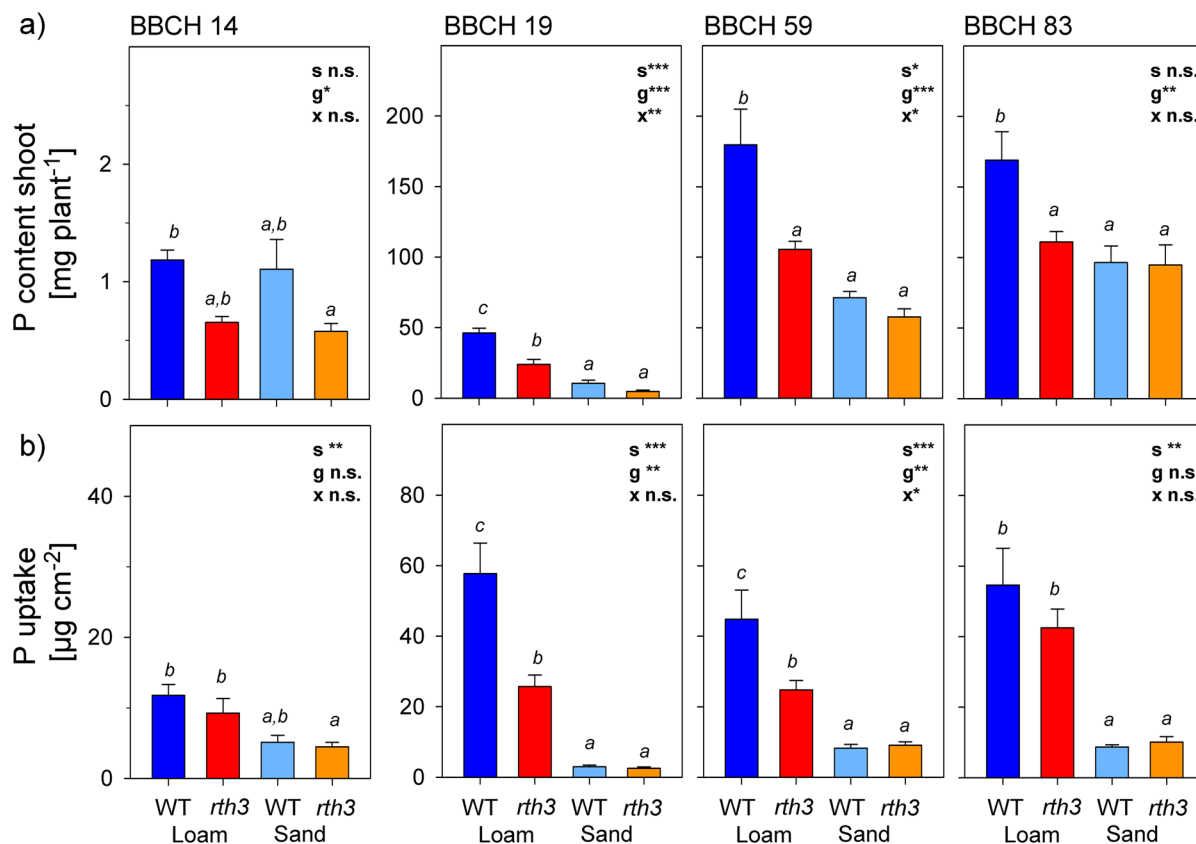 a)
BBCH 14
BBCH 19
BBCH 59
BBCH 83
P content shoot
[mg plant⁻¹]
2
1
0
s n.s.
g*
x n.s.
b
a,b
a,b
a
200
150
100
50
0
s***
g***
x**
c
b
a
a
s*
g***
x*
b
a
a
a
s n.s.
g**
x n.s.
b
a
a
a
b)
P uptake
[µg cm⁻²]
40
20
0
s **
g n.s.
x n.s.
b
b
a,b
a
80
60
40
20
0
s ***
g **
x n.s.
c
b
a
a
s***
g**
x*
c
b
a
a
s **
g n.s
x n.s.
b
b
a
a
WT rth3 WT rth3
Loam Sand
WT rth3 WT rth3
Loam Sand
WT rth3 WT rth3
Loam Sand
WT rth3 WT rth3
Loam Sand